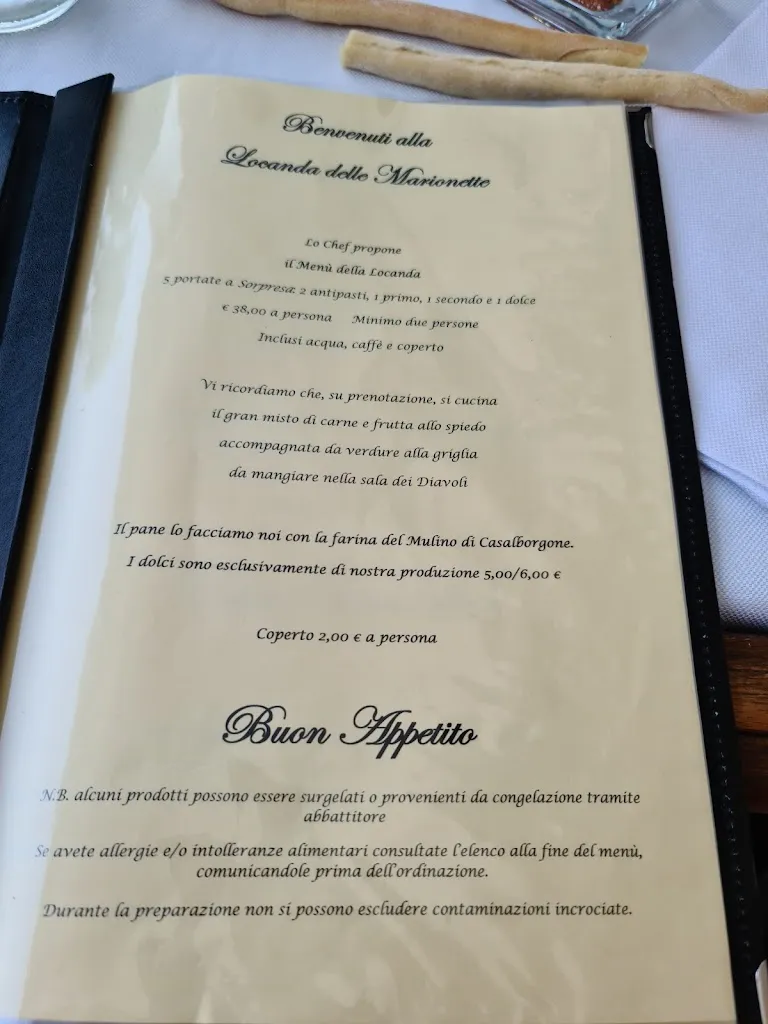 Benvenuti alla
Locanda delle Marionette
Lo Chef propone
il Menù della Locanda
5 portate a Sorpresa: 2 antipasti, 1 primo, 1 secondo e 1 dolce
€ 38,00 a persona Minimo due persone
Inclusi acqua, caffè e coperto
Vi ricordiamo che, su prenotazione, si cucina
il gran misto di carne e frutta allo spiedo
accompagnata da verdure alla griglia
da mangiare nella sala dei Diavoli
Il pane lo facciamo noi con la farina del Mulino di Casalborgone.
I dolci sono esclusivamente di nostra produzione 5,00/6,00 €
Coperto 2,00 € a persona
Buon Appetito
N.B. alcuni prodotti possono essere surgelati o provenienti da congelazione tramite
abbattitore
Se avete allergie e/o intolleranze alimentari consultate l'elenco alla fine del menù,
comunicandole prima dell'ordinazione.
Durante la preparazione non si possono escludere contaminazioni incrociate.